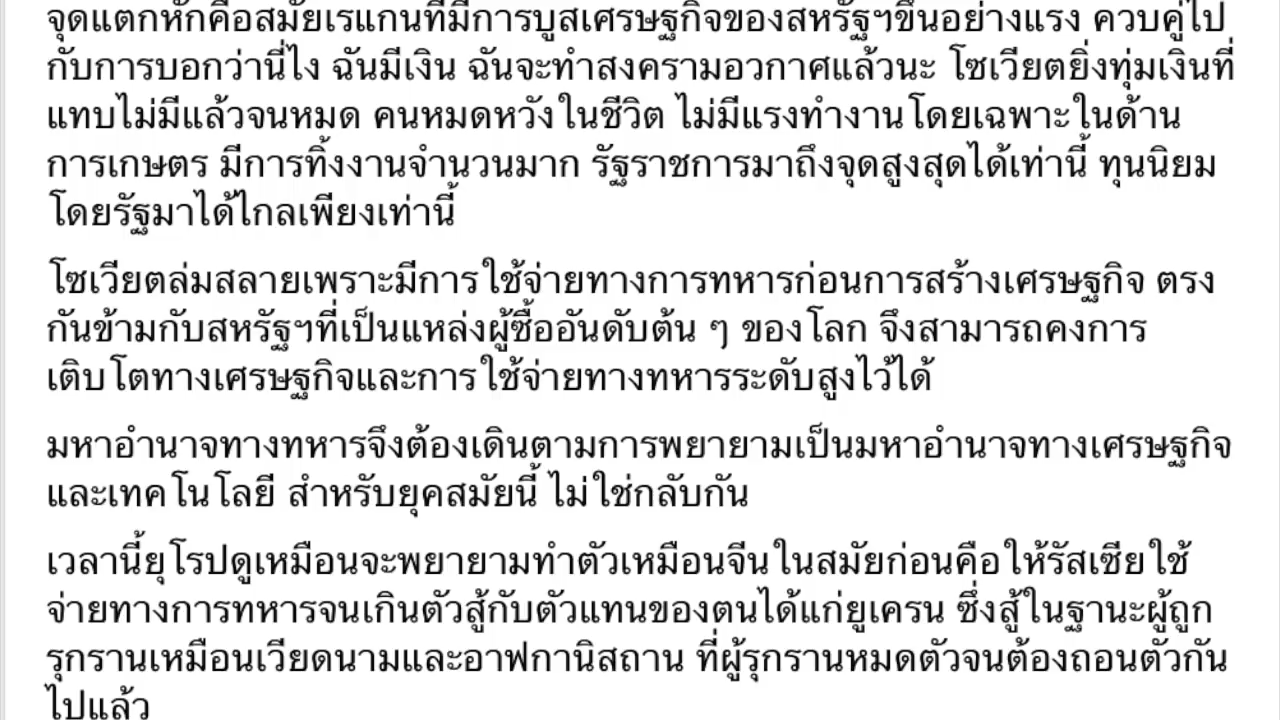 จุดแตกหักคือสมัยเรแกนที่มีการบูสเศรษฐกิจของสหรัฐฯขึ้นอย่างแรง ควบคู่ไป
กับการบอกว่านี่ไง ฉันมีเงิน ฉันจะทำสงครามอวกาศแล้วนะ โซเวียตยิ่งทุ่มเงินที่
แทบไม่มีแล้วจนหมด คนหมดหวังในชีวิต ไม่มีแรงทำงานโดยเฉพาะในด้าน
การเกษตร มีการทิ้งงานจำนวนมาก รัฐราชการมาถึงจุดสูงสุดได้เท่านี้ ทุนนิยม
โดยรัฐมาได้ไกลเพียงเท่านี้
โซเวียตล่มสลายเพราะมีการใช้จ่ายทางการทหารก่อนการสร้างเศรษฐกิจ ตรง
กันข้ามกับสหรัฐฯที่เป็นแหล่งผู้ซื้ออันดับต้น ๆ ของโลก จึงสามารถคงการ
เติบโตทางเศรษฐกิจและการใช้จ่ายทางทหารระดับสูงไว้ได้
มหาอำนาจทางทหารจึงต้องเดินตามการพยายามเป็นมหาอำนาจทางเศรษฐกิจ
และเทคโนโลยี สำหรับยุคสมัยนี้ ไม่ใช่กลับกัน
เวลานี้ยุโรปดูเหมือนจะพยายามทำตัวเหมือนจีนในสมัยก่อนคือให้รัสเซียใช้
จ่ายทางการทหารจนเกินตัวสู้กับตัวแทนของตนได้แก่ยูเครน ซึ่งสู้ในฐานะผู้ถูก
รุกรานเหมือนเวียดนามและอาฟกานิสถาน ที่ผู้รุกรานหมดตัวจนต้องถอนตัวกัน
ไปแล้ว